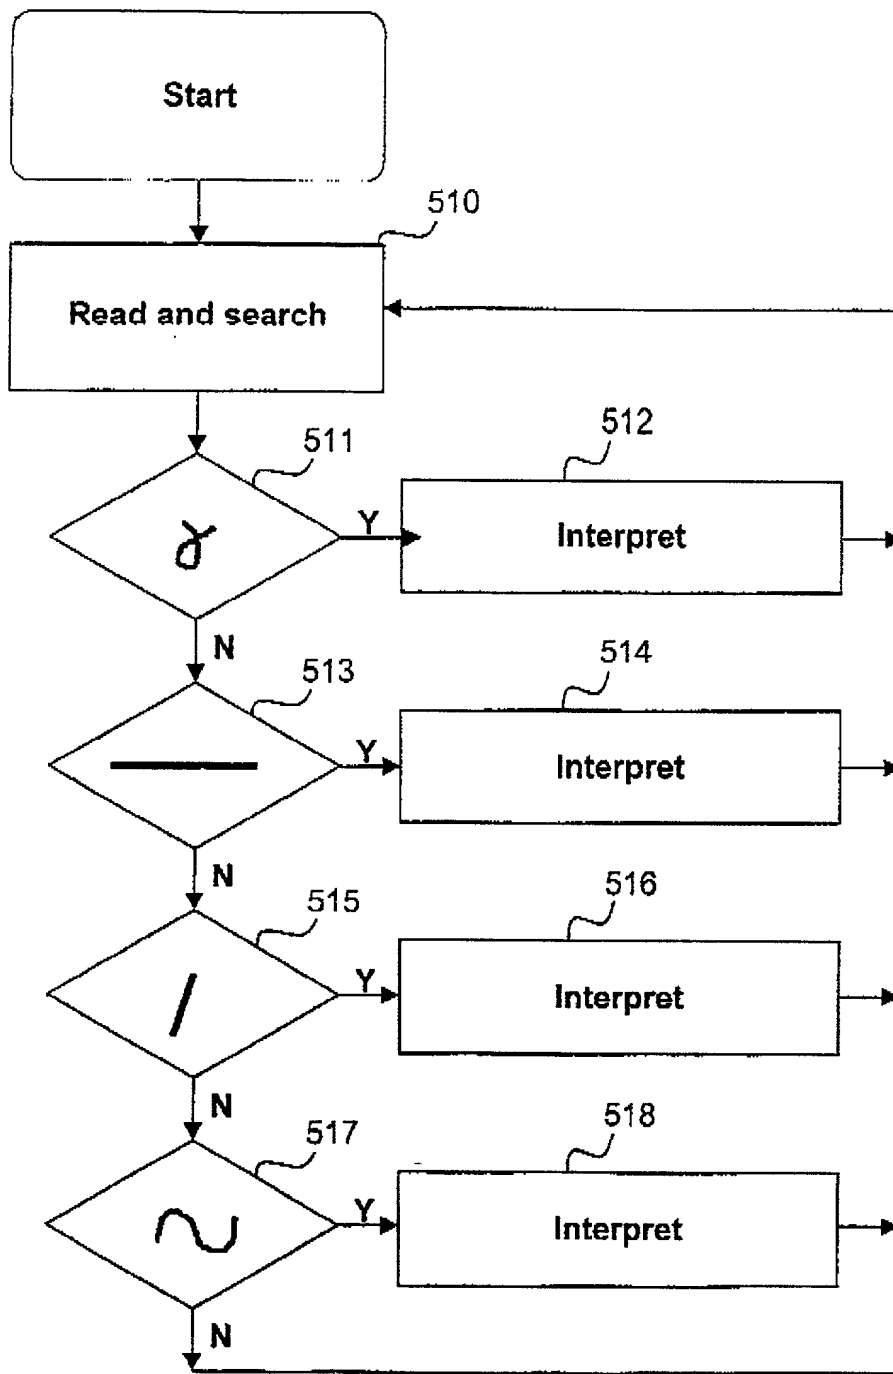 Start
510
Read and search
511
512
Y
Interpret
N
513
514
Y
Interpret
N
515
516
Y
Interpret
N
517
518
Y
Interpret
N